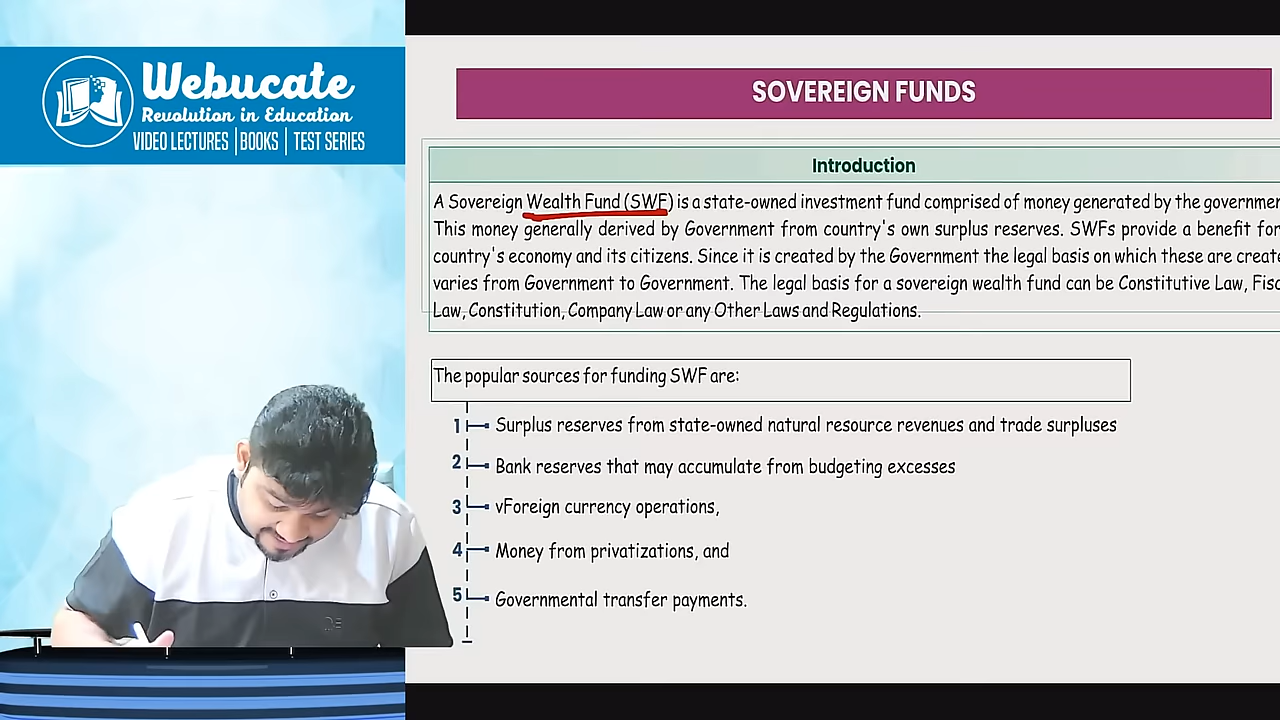 Webucate
Revolution in Education
VIDEO LECTURES | BOOKS | TEST SERIES
SOVEREIGN FUNDS
Introduction
A Sovereign Wealth Fund (SWF) is a state-owned investment fund comprised of money generated by the
This money generally derived by Government from country's own surplus reserves. SWFs provide a benefit for
country's economy and its citizens. Since it is created by the Government the legal basis on which these are
varies from Government to Government. The legal basis for a sovereign wealth fund can be Constitutive Law,
Law, Constitution, Company Law or any Other Laws and Regulations.
The popular sources for funding SWF are:
1 Surplus reserves from state-owned natural resource revenues and trade surpluses
2 Bank reserves that may accumulate from budgeting excesses
3 vForeign currency operations,
4 Money from privatizations, and
5 Governmental transfer payments.